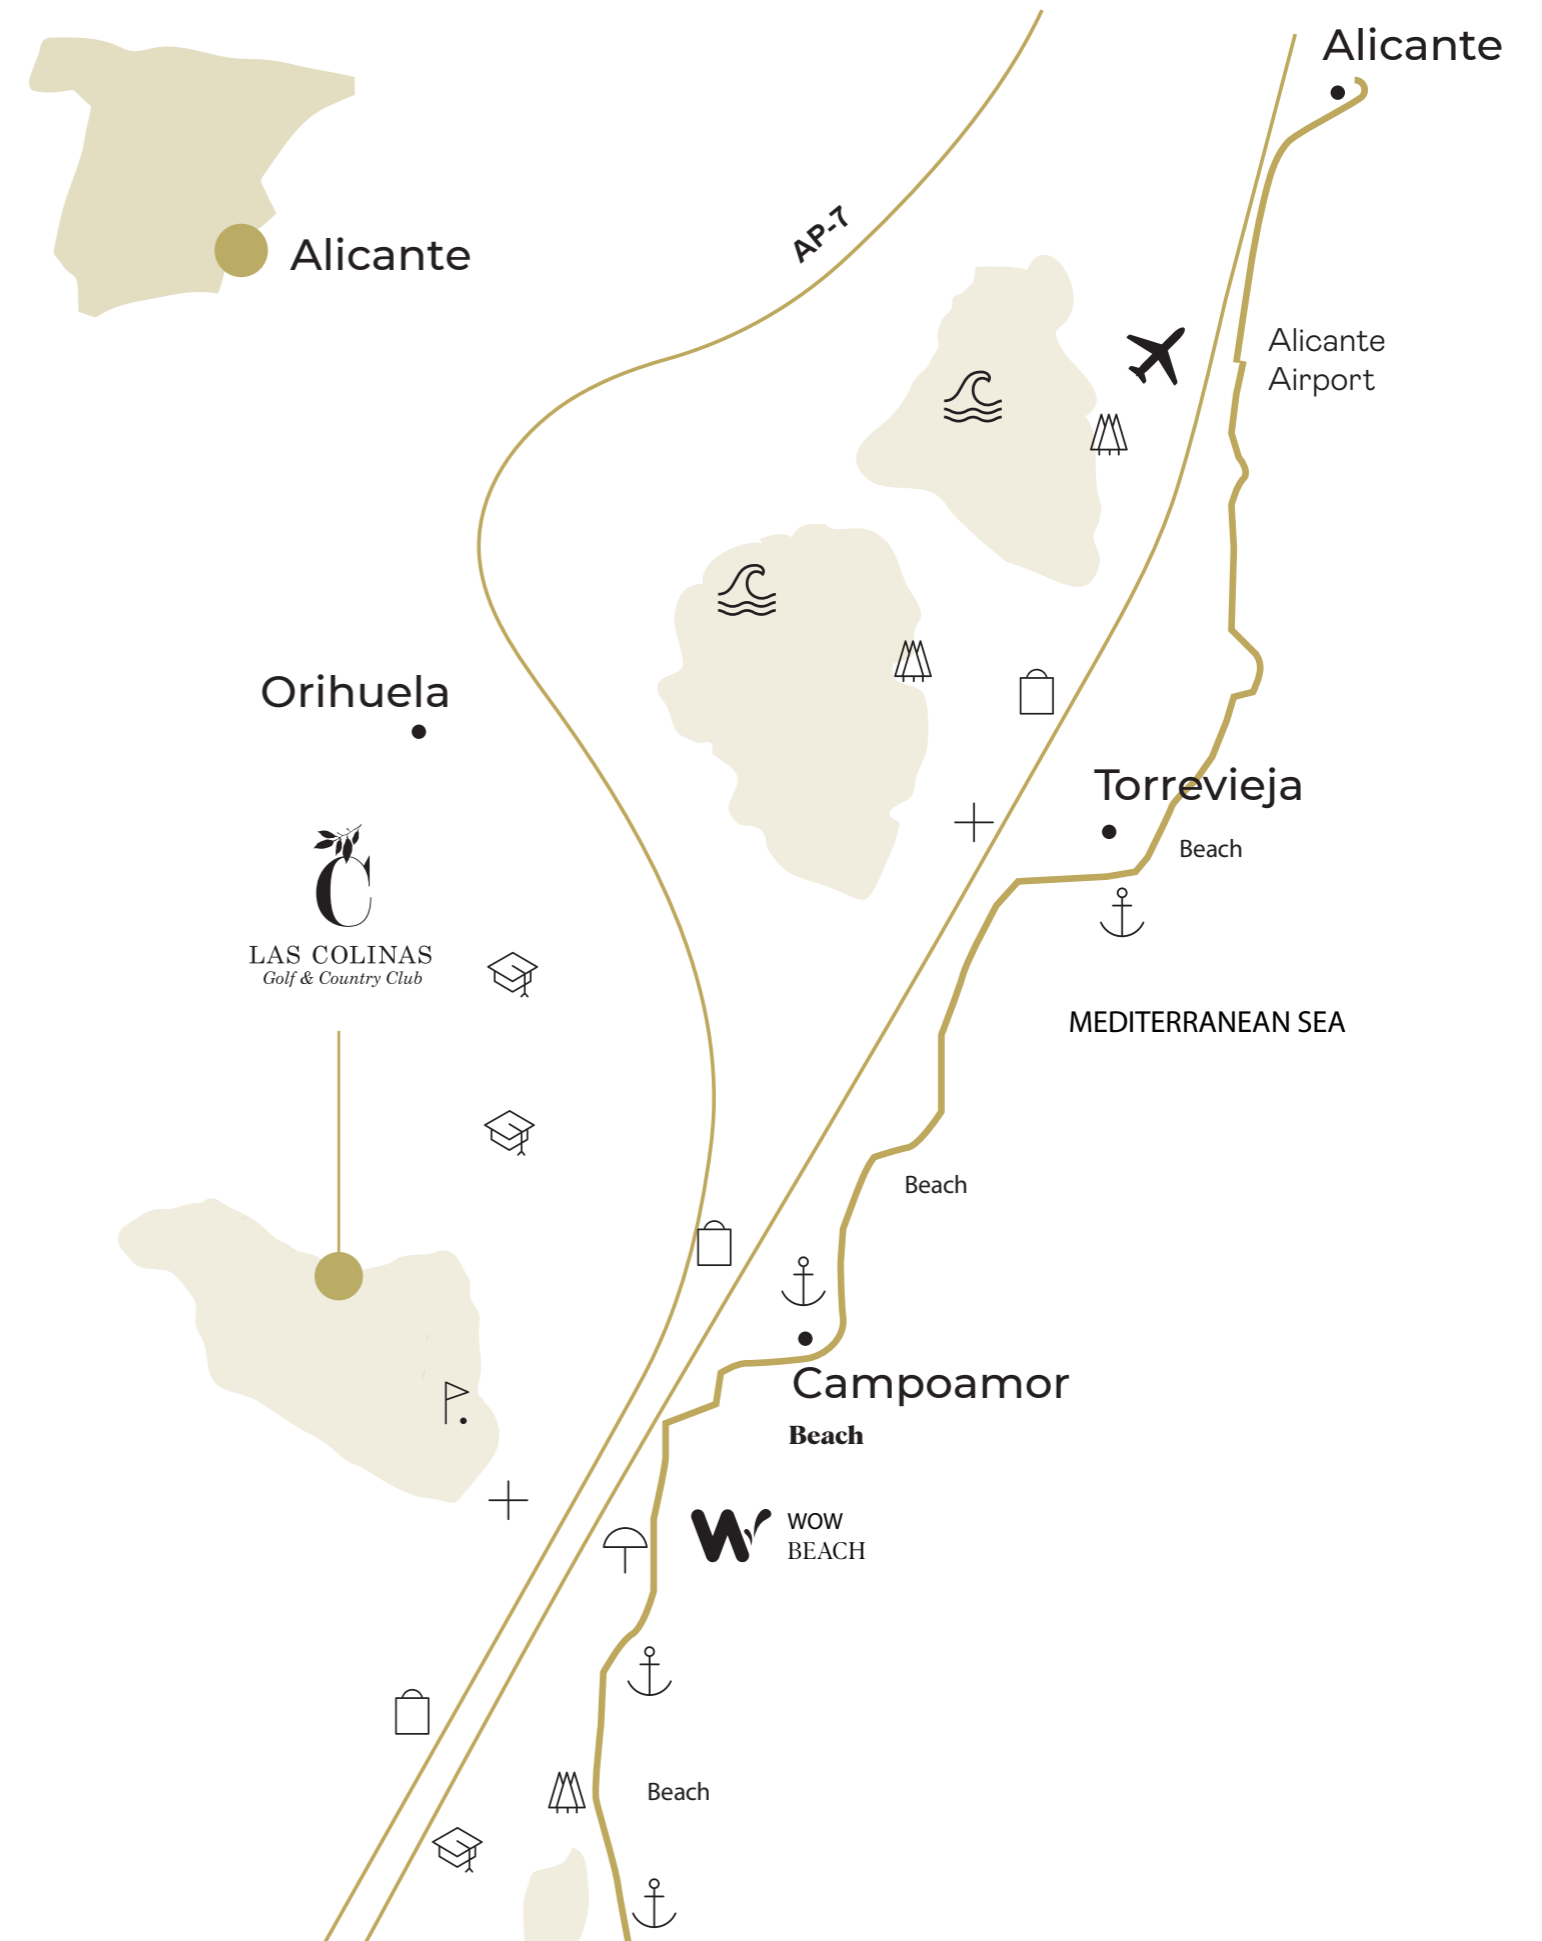 Alicante
Alicante
AP-7
Alicante
Airport
Orihuela
Torrevieja
Beach
C
LAS COLINAS
Golf & Country Club
MEDITERRANEAN SEA
Beach
Campoamor
Beach
W
WOW
BEACH
Beach